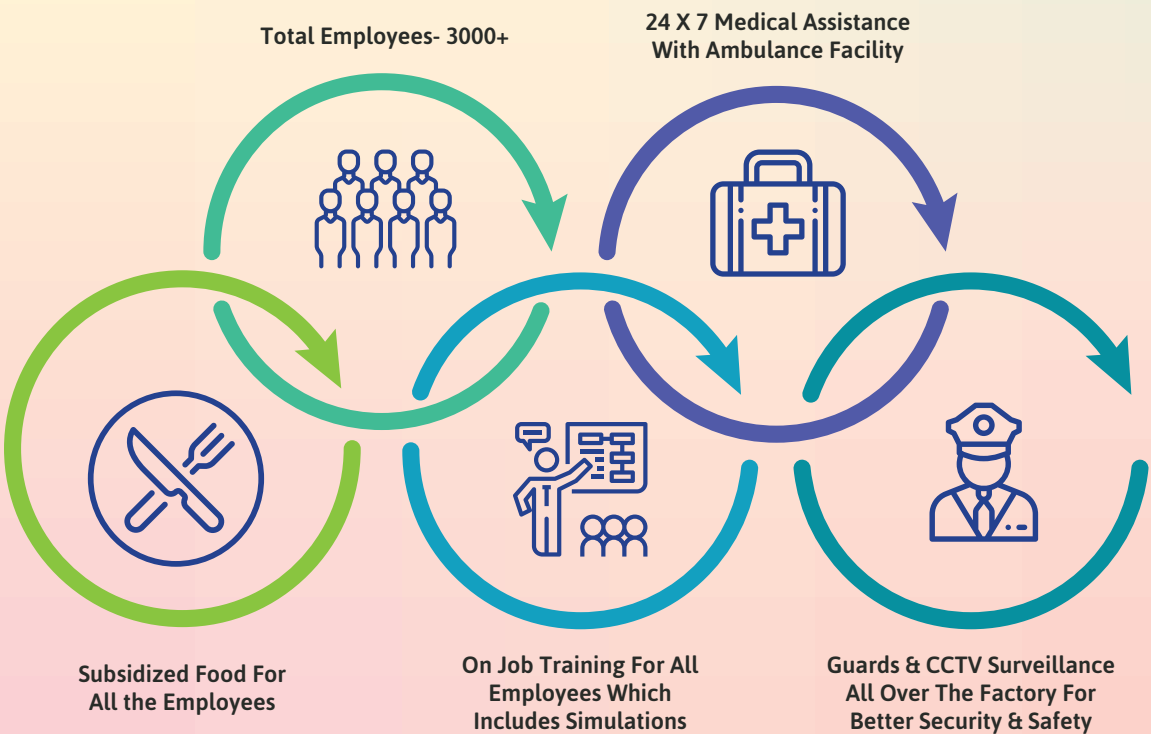 Total Employees- 3000+
24 X 7 Medical Assistance
With Ambulance Facility
Subsidized Food For
All the Employees
On Job Training For All
Employees Which
Includes Simulations
Guards & CCTV Surveillance
All Over The Factory For
Better Security & Safety